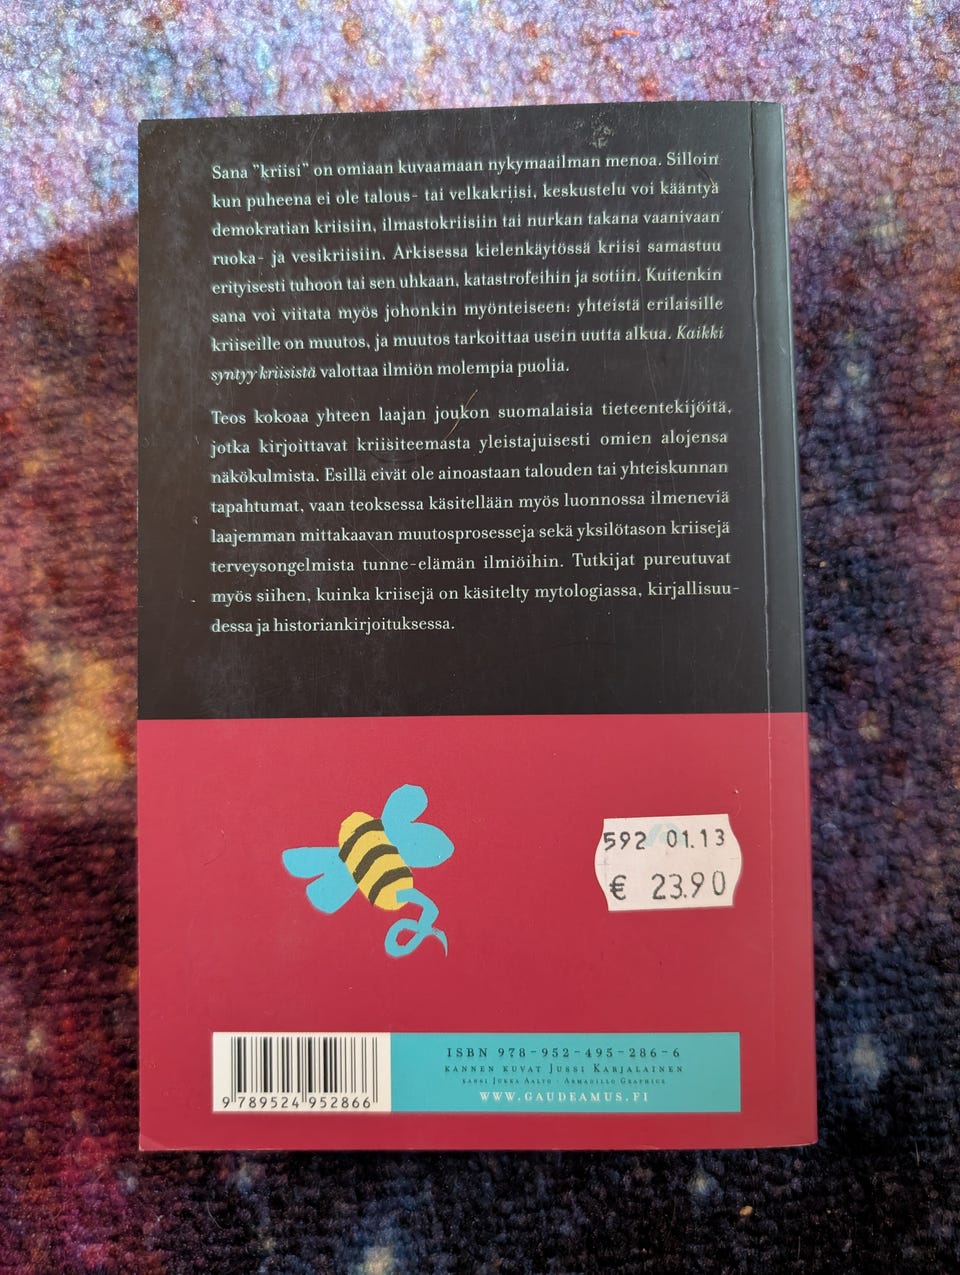 Sana ”kriisi” on omiaan kuvaamaan nykymaailman menoa. Silloin
kun puheena ei ole talous- tai velkakriisi, keskustelu voi kääntyä
demokratian kriisiin, ilmastokriisiin tai nurkan takana vaanivaan
ruoka- ja vesikriisiin. Arkisessa kielenkäytössä kriisi samastuu
erityisesti tuhoon tai sen uhkaan, katastrofeihin ja sotiin. Kuitenkin
sana voi viitata myös johonkin myönteiseen: yhteistä erilaisille
kriiseille on muutos, ja muutos tarkoittaa usein uutta alkua. Kaikki
syntyy kriisistä valottaa ilmiön molempia puolia.
Teos kokoaa yhteen laajan joukon suomalaisia tieteentekijöitä,
jotka kirjoittavat kriisiteemasta yleistajuisesti omien alojensa
näkökulmista. Esillä eivät ole ainoastaan talouden tai yhteiskunnan
tapahtumat, vaan teoksessa käsitellään myös luonnossa ilmeneviä
laajemman mittakaavan muutosprosesseja sekä yksilötason kriisejä
terveysongelmista tunne-elämän ilmiöihin. Tutkijat pureutuvat
myös siihen, kuinka kriisejä on käsitelty mytologiassa, kirjallisuu-
dessa ja historiankirjoituksessa.
592 01.13
€ 23.90
ISBN 978-952-495-286-6
KANNEN KUVAT JUSSI KARJALAINEN
KANSI JUKKA AALTO · ARMADILLO GRAPHICS
WWW.GAUDEAMUS.FI
9 789524 952866